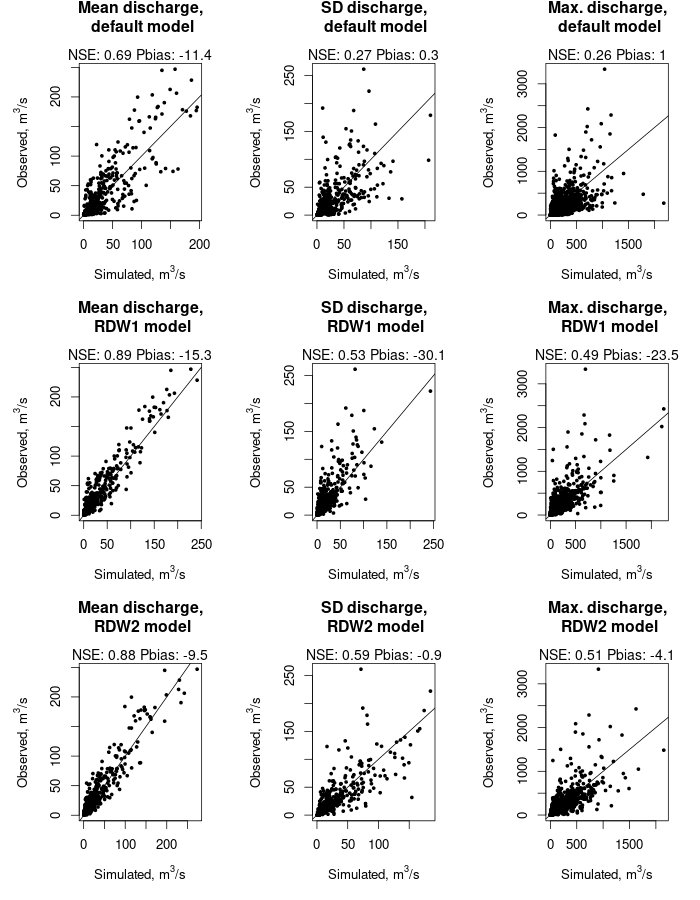 Mean discharge,
default model
NSE: 0.69 Pbias: -11.4
Observed, m³/s
0 50 100 200
0 50 100 150 200
Simulated, m³/s
SD discharge,
default model
NSE: 0.27 Pbias: 0.3
Observed, m³/s
0 50 150 250
0 50 150
Simulated, m³/s
Max. discharge,
default model
NSE: 0.26 Pbias: 1
Observed, m³/s
0 1000 2000 3000
0 500 1500
Simulated, m³/s
Mean discharge,
RDW1 model
NSE: 0.89 Pbias: -15.3
Observed, m³/s
0 50 100 200
0 50 150 250
Simulated, m³/s
SD discharge,
RDW1 model
NSE: 0.53 Pbias: -30.1
Observed, m³/s
0 50 150 250
0 50 150 250
Simulated, m³/s
Max. discharge,
RDW1 model
NSE: 0.49 Pbias: -23.5
Observed, m³/s
0 1000 2000 3000
0 500 1500
Simulated, m³/s
Mean discharge,
RDW2 model
NSE: 0.88 Pbias: -9.5
Observed, m³/s
0 50 100 200
0 50 100 200
Simulated, m³/s
SD discharge,
RDW2 model
NSE: 0.59 Pbias: -0.9
Observed, m³/s
0 50 150 250
0 50 100 150
Simulated, m³/s
Max. discharge,
RDW2 model
NSE: 0.51 Pbias: -4.1
Observed, m³/s
0 1000 2000 3000
0 500 1500
Simulated, m³/s